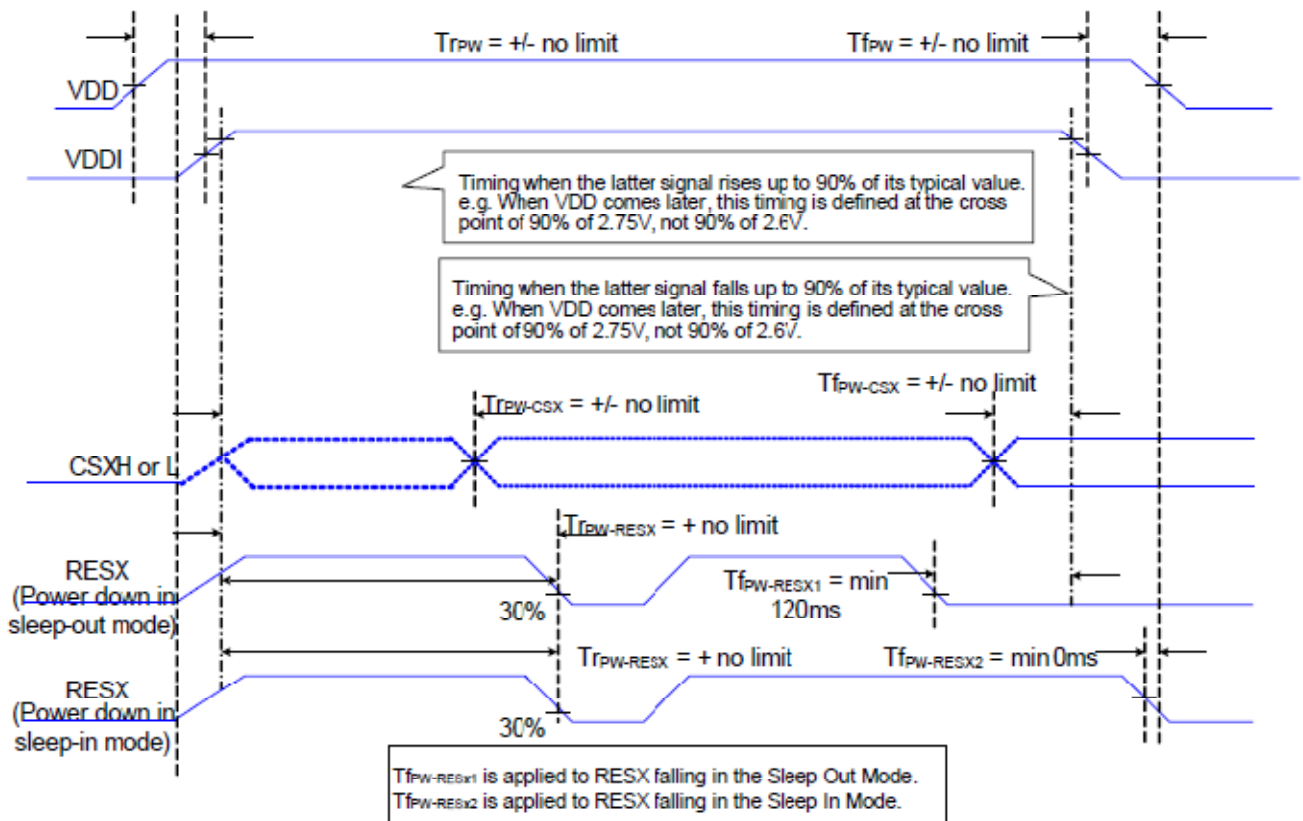 TrPW = +/- no limit
TfPW = +/- no limit
VDD
VDDI
Timing when the latter signal rises up to 90% of its typical value.
e.g. When VDD comes later, this timing is defined at the cross
point of 90% of 2.75V, not 90% of 2.6V.
Timing when the latter signal falls up to 90% of its typical value.
e.g. When VDD comes later, this timing is defined at the cross
point of 90% of 2.75V, not 90% of 2.6V.
TfPW-CSX = +/- no limit
TrPW-CSX = +/- no limit
CSXH or L
TrPW-RESX = + no limit
RESX
(Power down in
sleep-out mode)
TfPW-RESX1 = min
120ms
30%
TrPW-RESX = + no limit
TfPW-RESX2 = min 0ms
RESX
(Power down in
sleep-in mode)
30%
TfPW-RESx1 is applied to RESX falling in the Sleep Out Mode.
TfPW-RESx2 is applied to RESX falling in the Sleep In Mode.